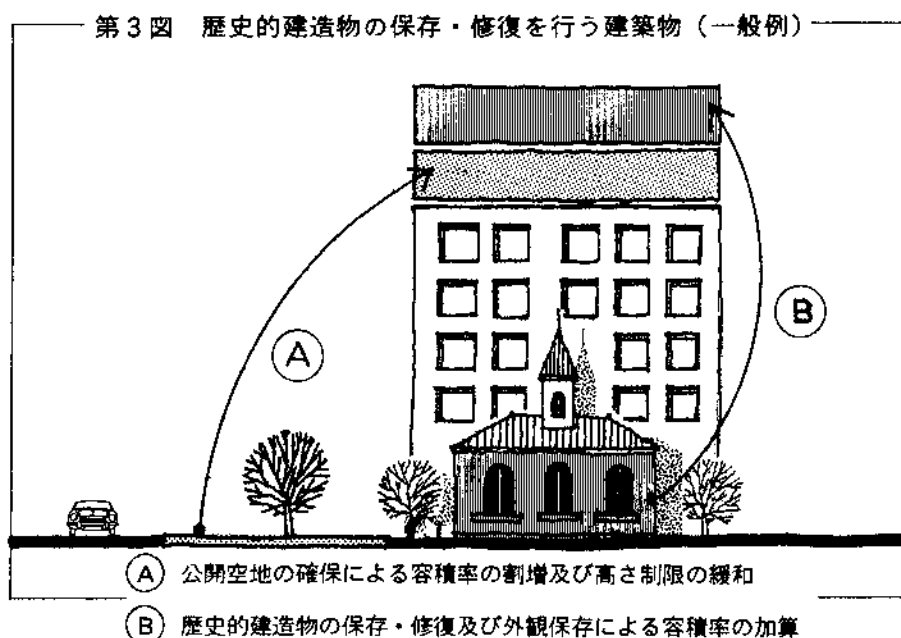 第3図 歴史的建造物の保存・修復を行う建築物(一般例)
A
B
A 公開空地の確保による容積率の割増及び高さ制限の緩和
B 歴史的建造物の保存・修復及び外観保存による容積率の加算